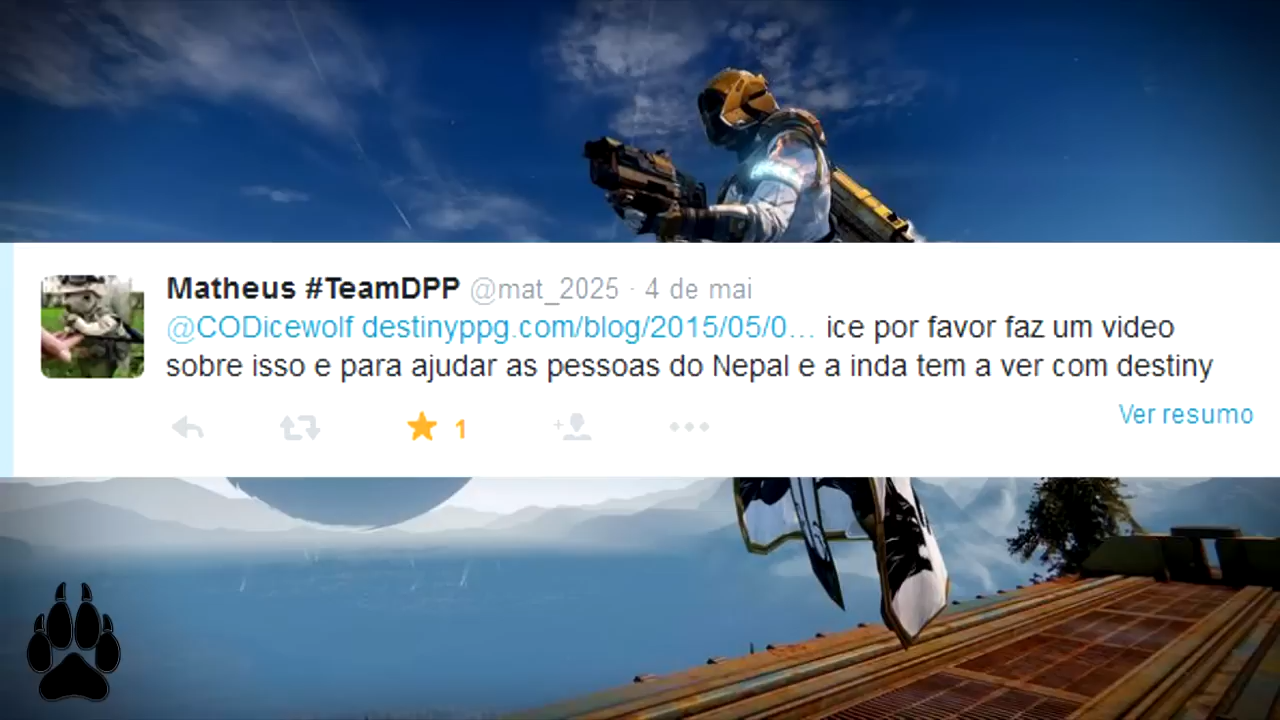 Matheus #TeamDPP @mat_2025 · 4 de mai
@CODicewolf destinyppg.com/blog/2015/05/0… ice por favor faz um video
sobre isso e para ajudar as pessoas do Nepal e a inda tem a ver com destiny
1
Ver resumo